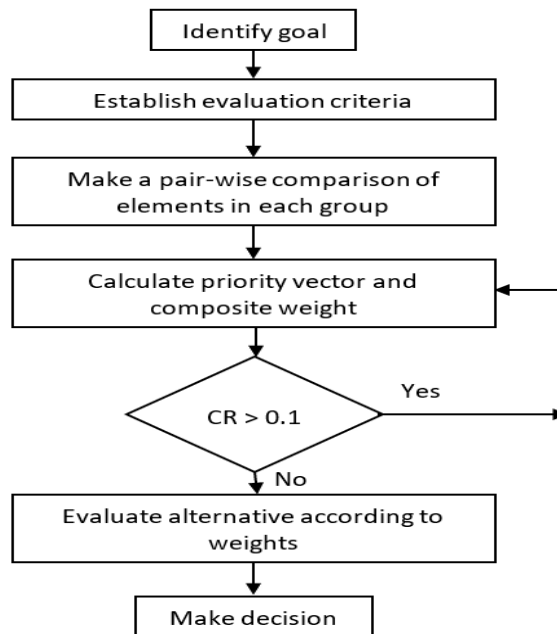 Identify goal
Establish evaluation criteria
Make a pair-wise comparison of
elements in each group
Calculate priority vector and
composite weight
Yes
CR > 0.1
No
Evaluate alternative according to
weights
Make decision